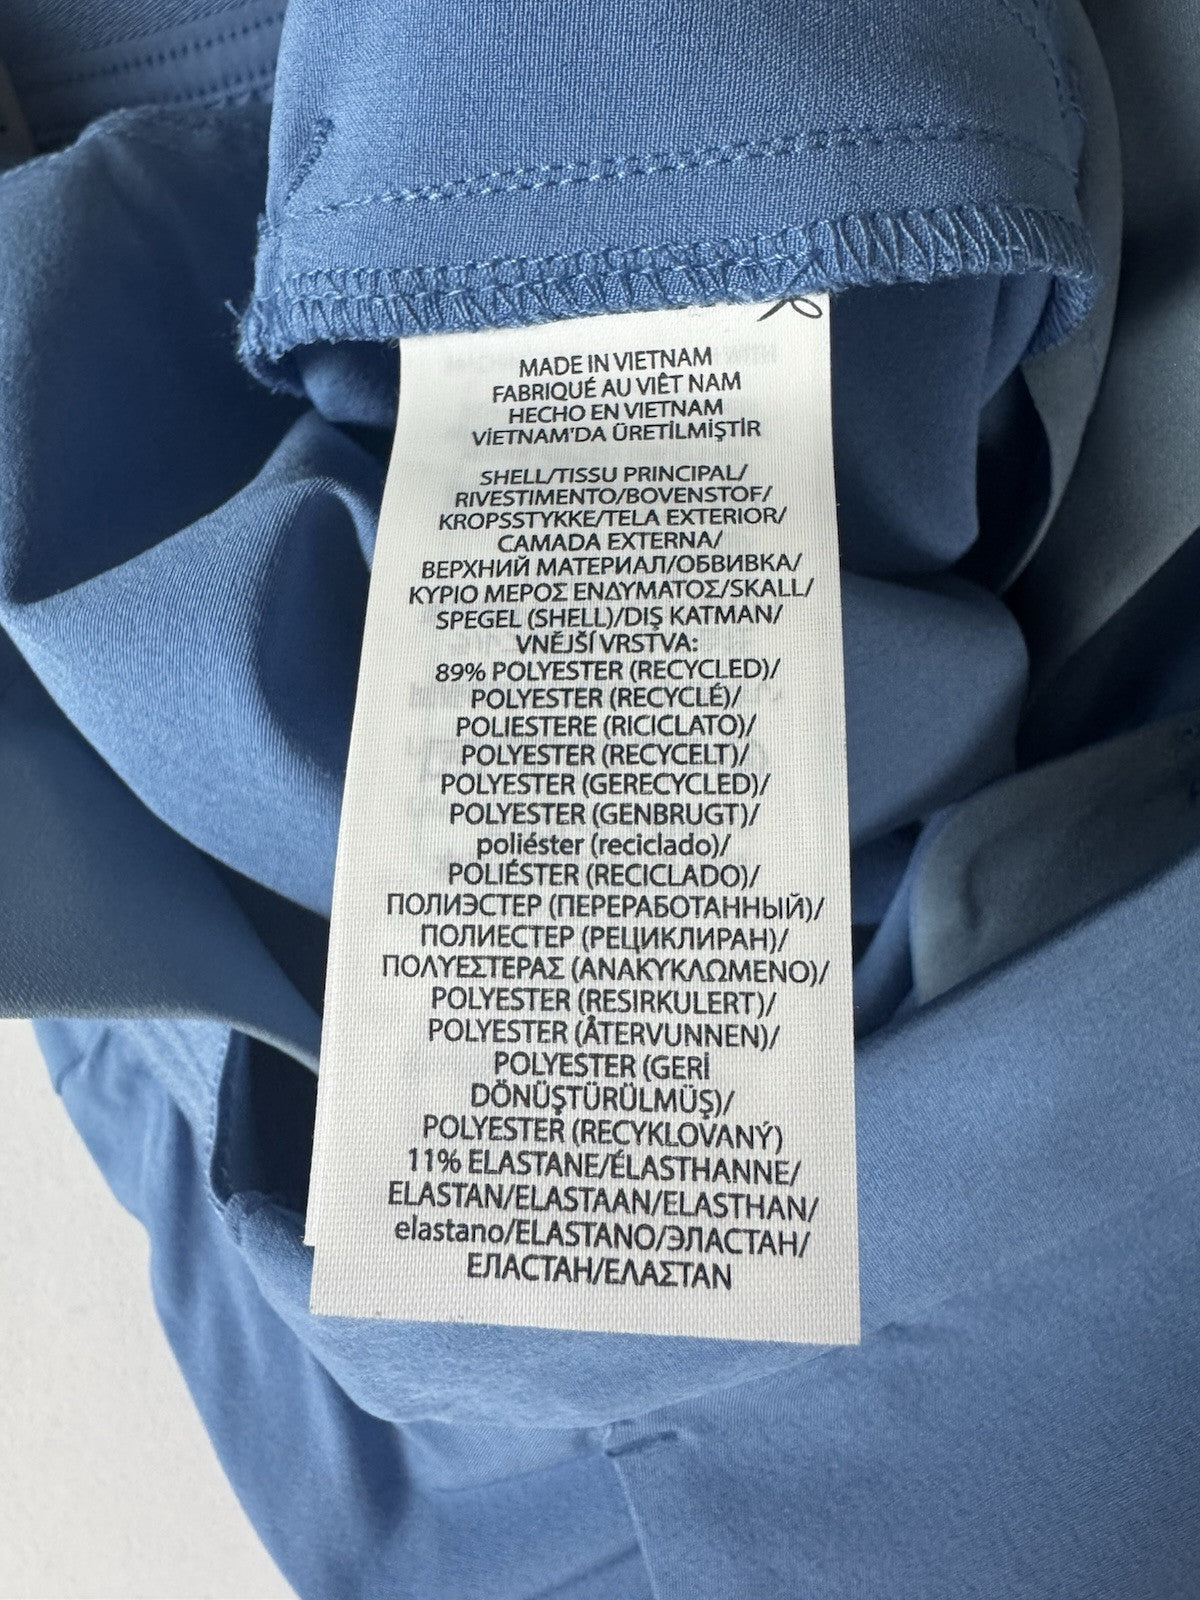 MADE IN VIETNAM
FABRIQUÉ AU VIÊT NAM
HECHO EN VIETNAM
VİETNAM'DA ÜRETİLMİŞTİR
SHELL/TISSU PRINCIPAL/
RIVESTIMENTO/BOVENSTOF/
KROPSSTYKKE/TELA EXTERIOR/
CAMADA EXTERNA/
ВЕРХНИЙ МАТЕРИАЛ/ОБВИВКА/
ΚΥΡΙΟ ΜΕΡΟΣ ΕΝΔΥΜΑΤΟΣ/SKALL/
SPEGEL (SHELL)/DIŞ KATMAN/
VNĚJŠÍ VRSTVA:
89% POLYESTER (RECYCLED)/
POLYESTER (RECYCLÉ)/
POLIESTERE (RICICLATO)/
POLYESTER (RECYCELT)/
POLYESTER (GERECYCLED)/
POLYESTER (GENBRUGT)/
poliéster (reciclado)/
POLIÉSTER (RECICLADO)/
ПОЛИЭСТЕР (ПЕРЕРАБОТАННЫЙ)/
ПОЛИЕСТЕР (РЕЦИКЛИРАН)/
ΠΟΛΥΕΣΤΕΡΑΣ (ΑΝΑΚΥΚΛΩΜΕΝΟ)/
POLYESTER (RESIRKULERT)/
POLYESTER (ÅTERVUNNEN)/
POLYESTER (GERİ
DÖNÜŞTÜRÜLMÜŞ)/
POLYESTER (RECYKLOVANÝ)
11% ELASTANE/ÉLASTHANNE/
ELASTAN/ELASTAAN/ELASTHAN/
elastano/ELASTANO/ЭЛАСТАН/
ЕЛАСТАН/ΕΛΑΣΤΑΝ